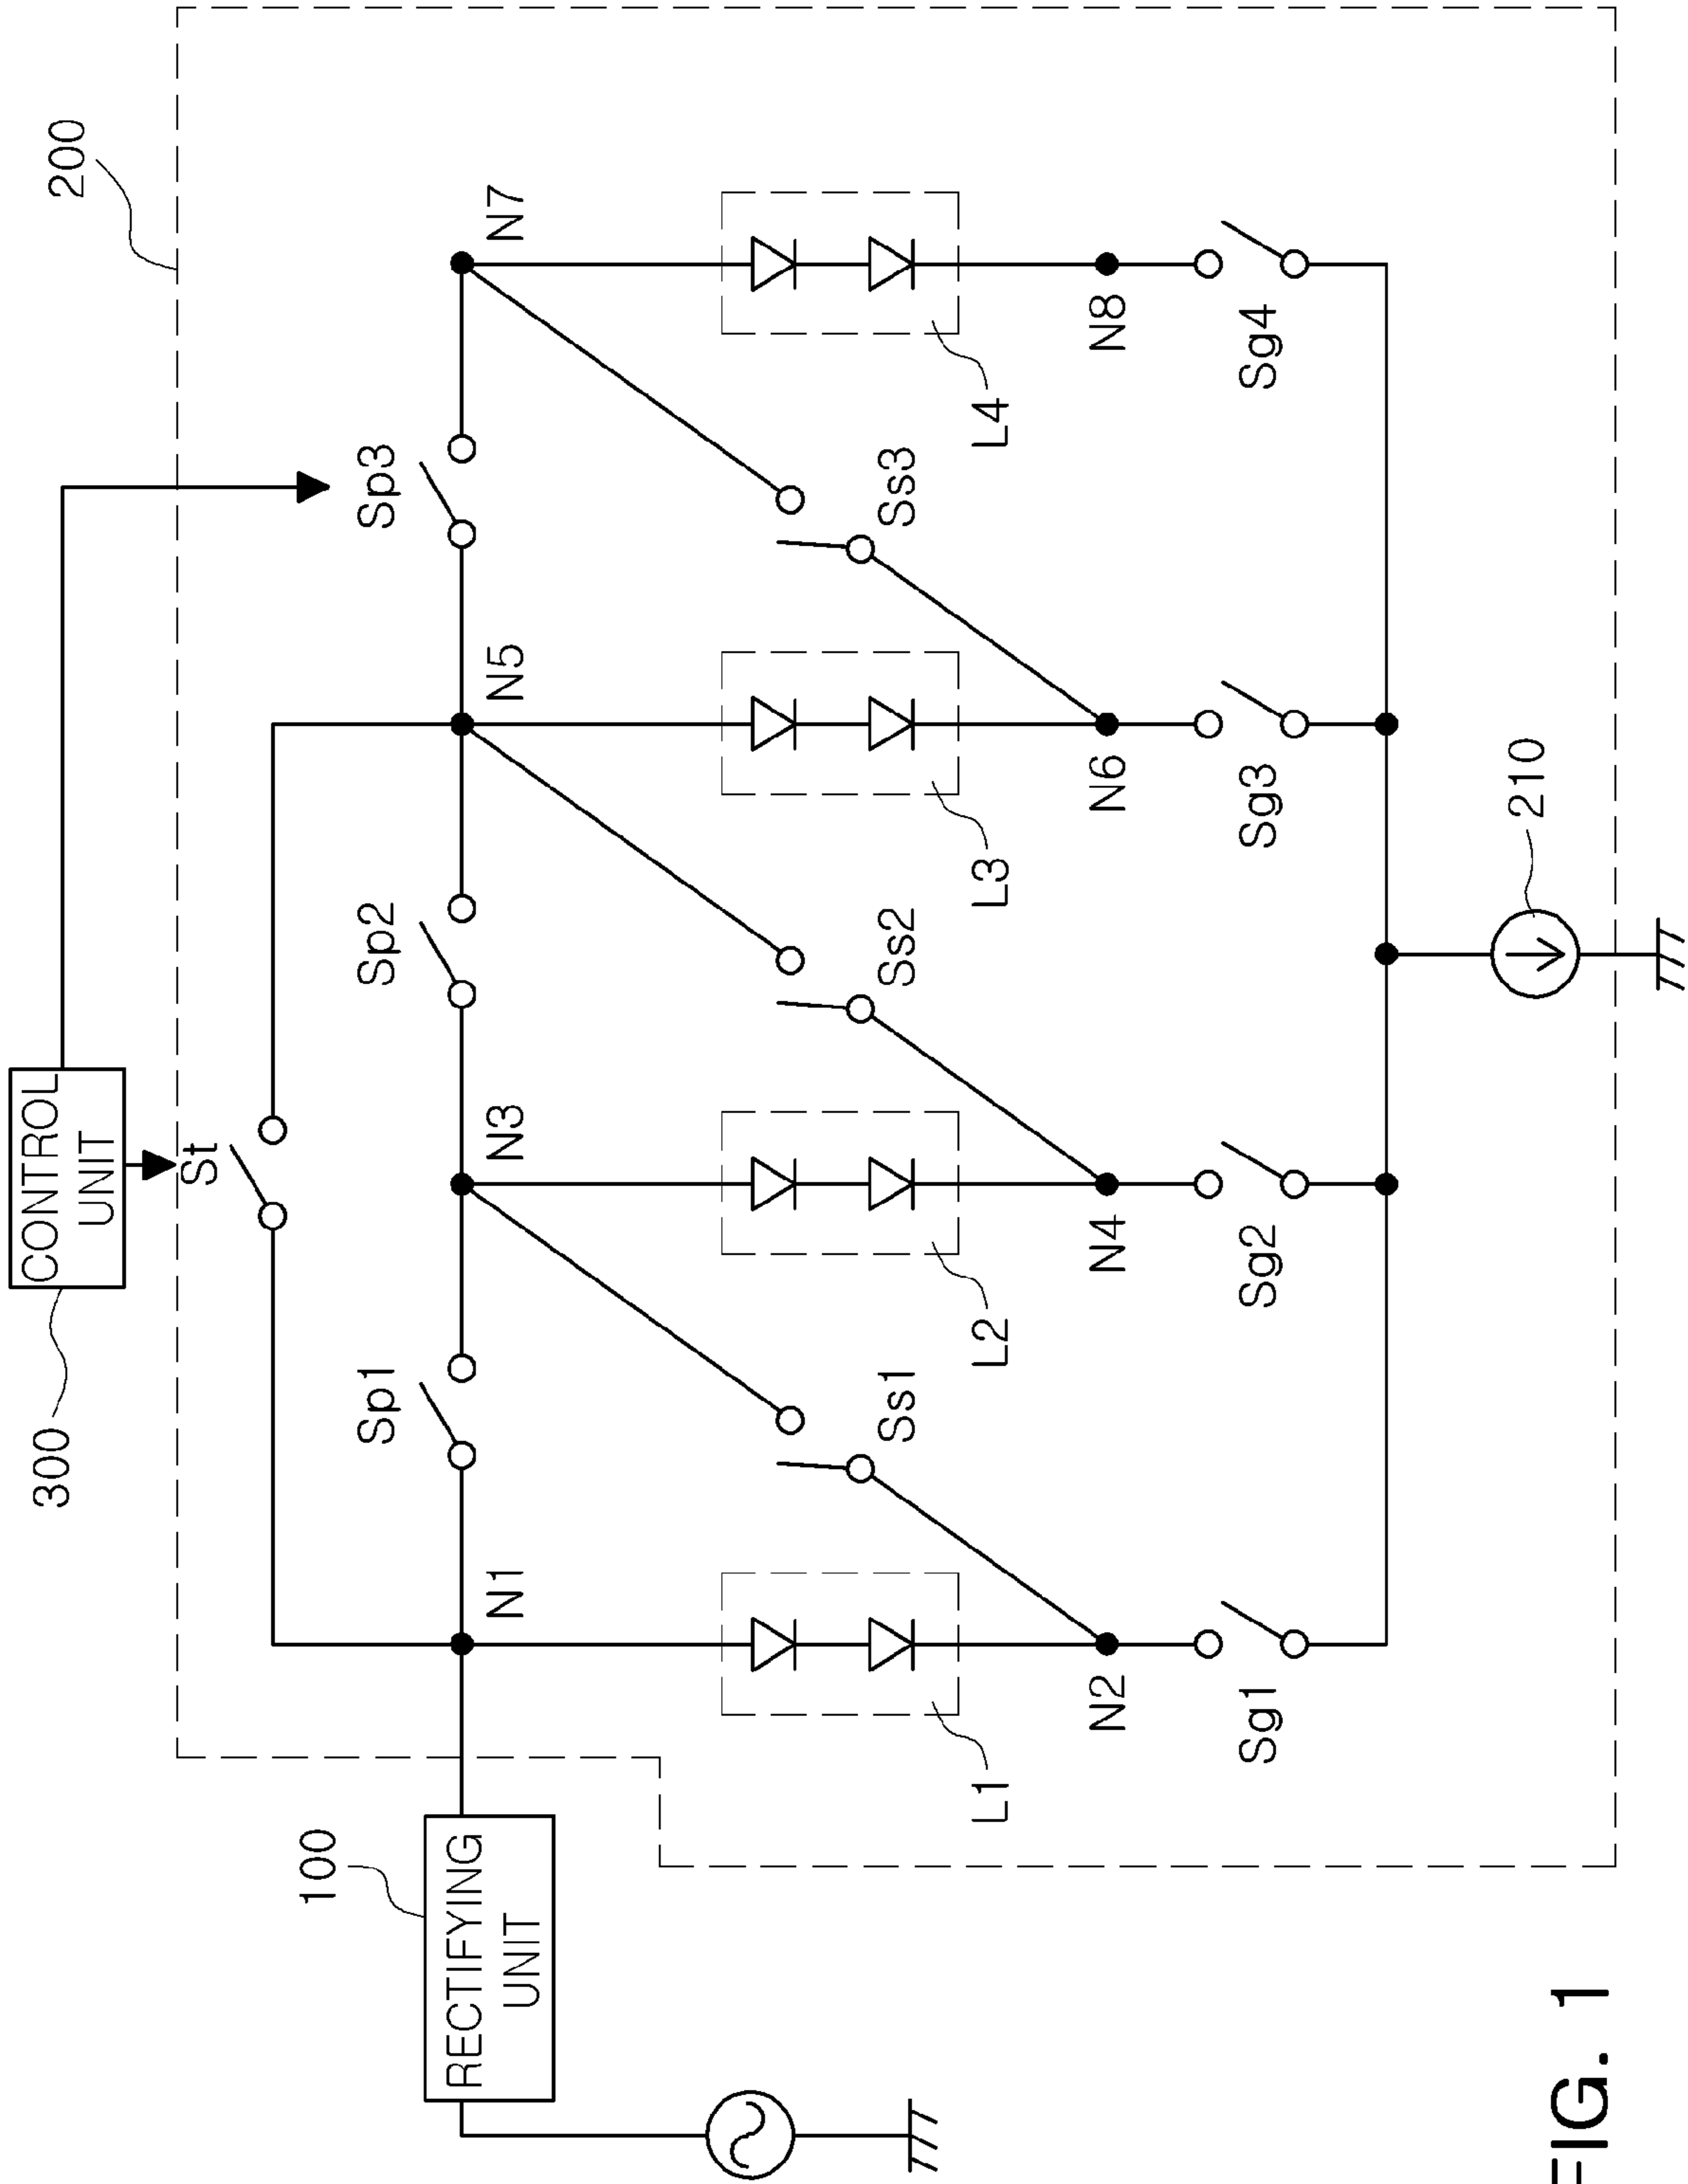 FIG. 1
300
CONTROL
UNIT
200
St
100
RECTIFYING
UNIT
Sp1
Sp2
Sp3
N1
N3
N5
N7
Ss1
Ss2
Ss3
L1
L2
L3
L4
N2
N4
N6
N8
Sg1
Sg2
Sg3
Sg4
210